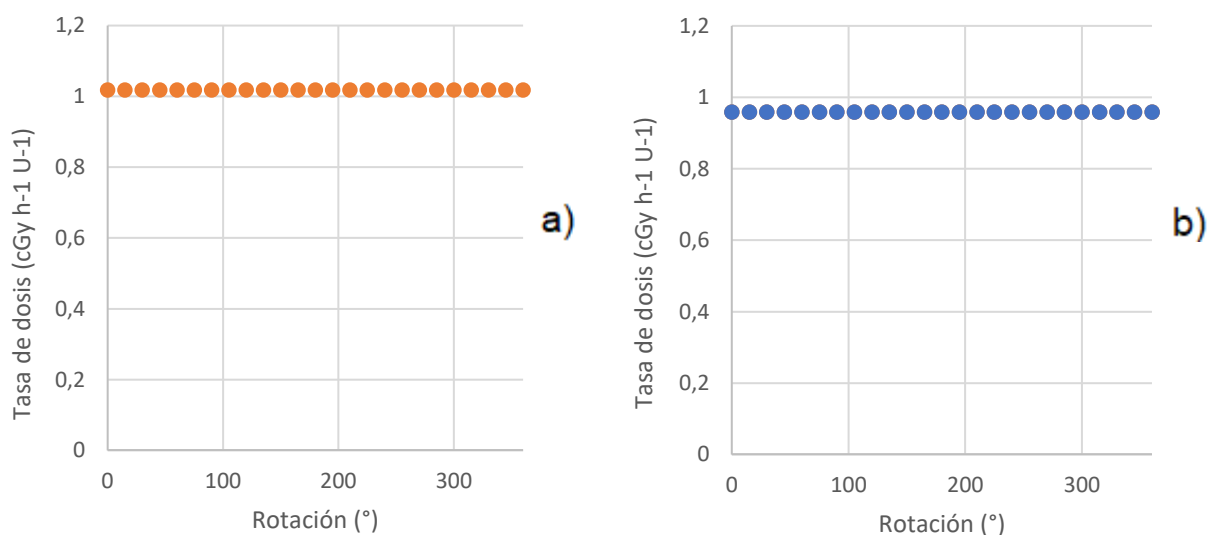 1,2
1
0,8
0,6
0,4
0,2
0
0 100 200 300
Tasa de dosis (cGy h-1 U-1)
Rotación (°)
a)
1,2
1
0,8
0,6
0,4
0,2
0
0 100 200 300
Tasa de dosis (cGy h-1 U-1)
Rotación (°)
b)